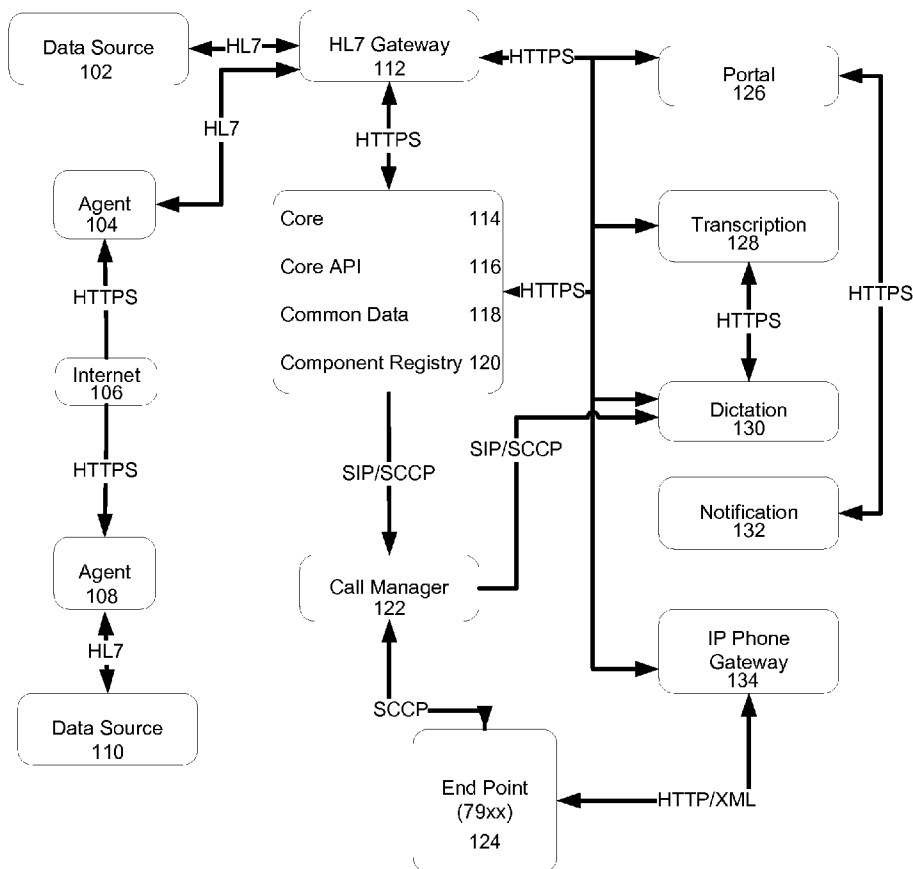 Data Source
102
HL7
HL7 Gateway
112
HTTPS
Portal
126
HL7
HTTPS
Agent
104
Core 114
Core API 116
Common Data 118
Component Registry 120
HTTPS
Transcription
128
HTTPS
HTTPS
HTTPS
Internet
106
HTTPS
Dictation
130
SIP/SCCP
SIP/SCCP
Notification
132
Agent
108
Call Manager
122
HL7
IP Phone
Gateway
134
Data Source
110
SCCP
End Point
(79xx)
124
HTTP/XML